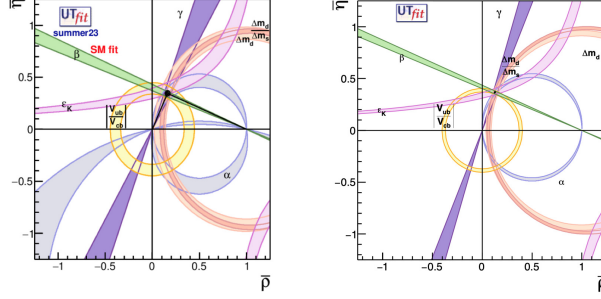 η̅
UTfit
summer23
SM fit
γ
Δm_d
Δm_d
Δm_s
β
ε_K
|V_ub/V_cb|
α
1
0.5
0
−0.5
−1
−1
−0.5
0
0.5
1
ρ̅
η̅
UTfit
γ
Δm_d
Δm_d
Δm_s
β
ε_K
|V_ub/V_cb|
α
1
0.5
0
−0.5
−1
−1
−0.5
0
0.5
1
ρ̅